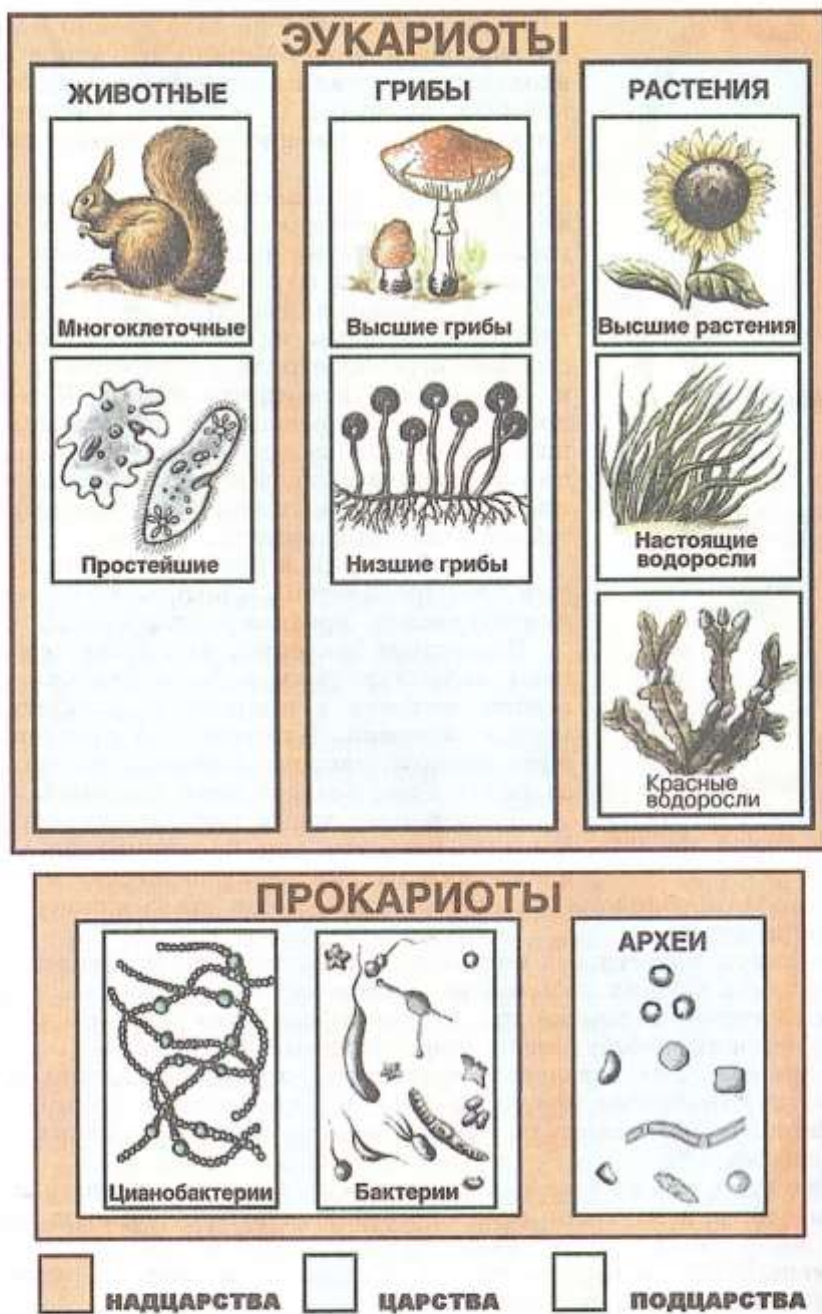 ЭУКАРИОТЫ
ЖИВОТНЫЕ
Многоклеточные
Простейшие
ГРИБЫ
Высшие грибы
Низшие грибы
РАСТЕНИЯ
Высшие растения
Настоящие
водоросли
Красные
водоросли
ПРОКАРИОТЫ
Цианобактерии
Бактерии
АРХЕИ
НАДЦАРСТВА
ЦАРСТВА
ПОДЦАРСТВА